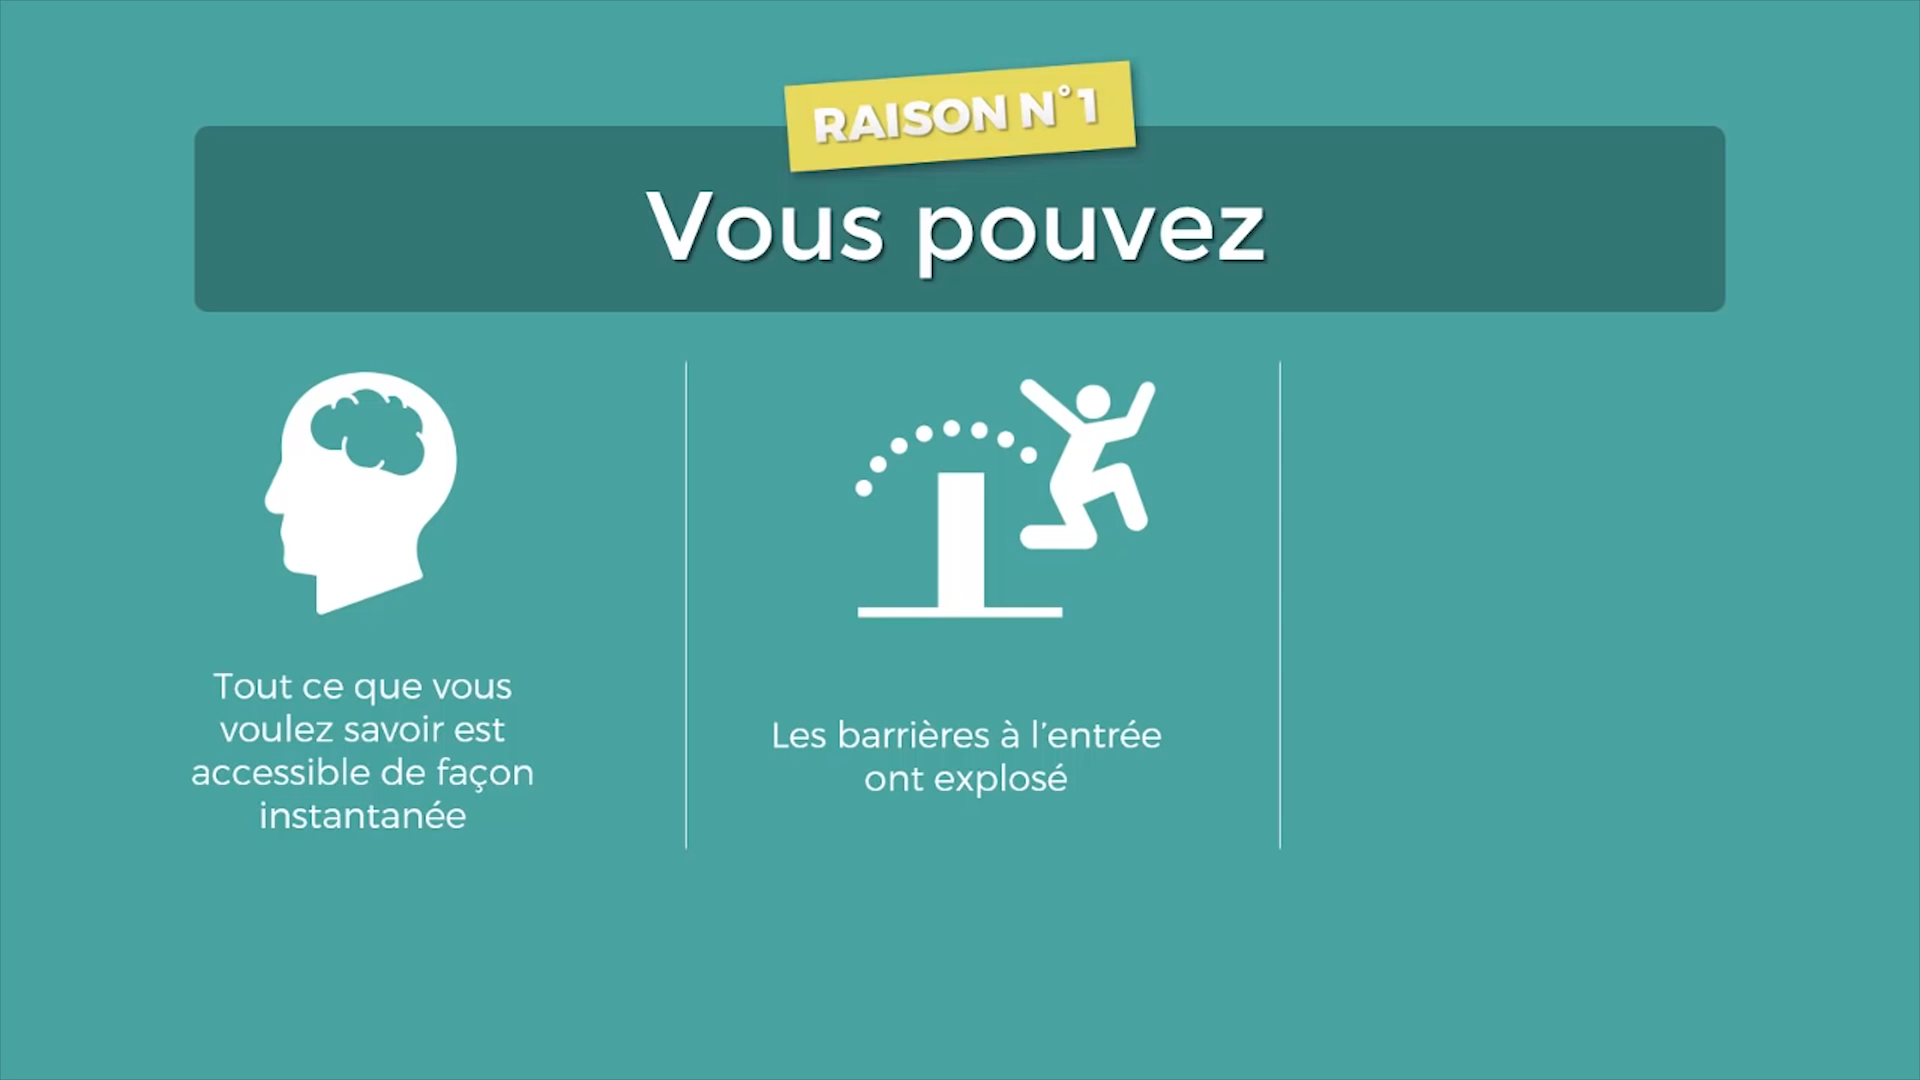 RAISON N°1
Vous pouvez
Tout ce que vous
voulez savoir est
accessible de façon
instantanée
Les barrières à l'entrée
ont explosé